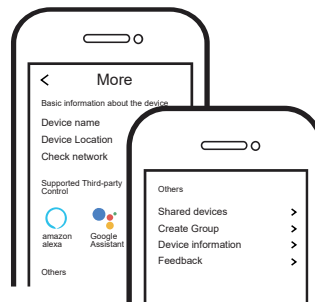 More
Basic information about the device
Device name
Device Location
Check network
Supported Third-party
Control
amazon
alexa
Google
Assistant
Others
Others
Shared devices
Create Group
Device information
Feedback